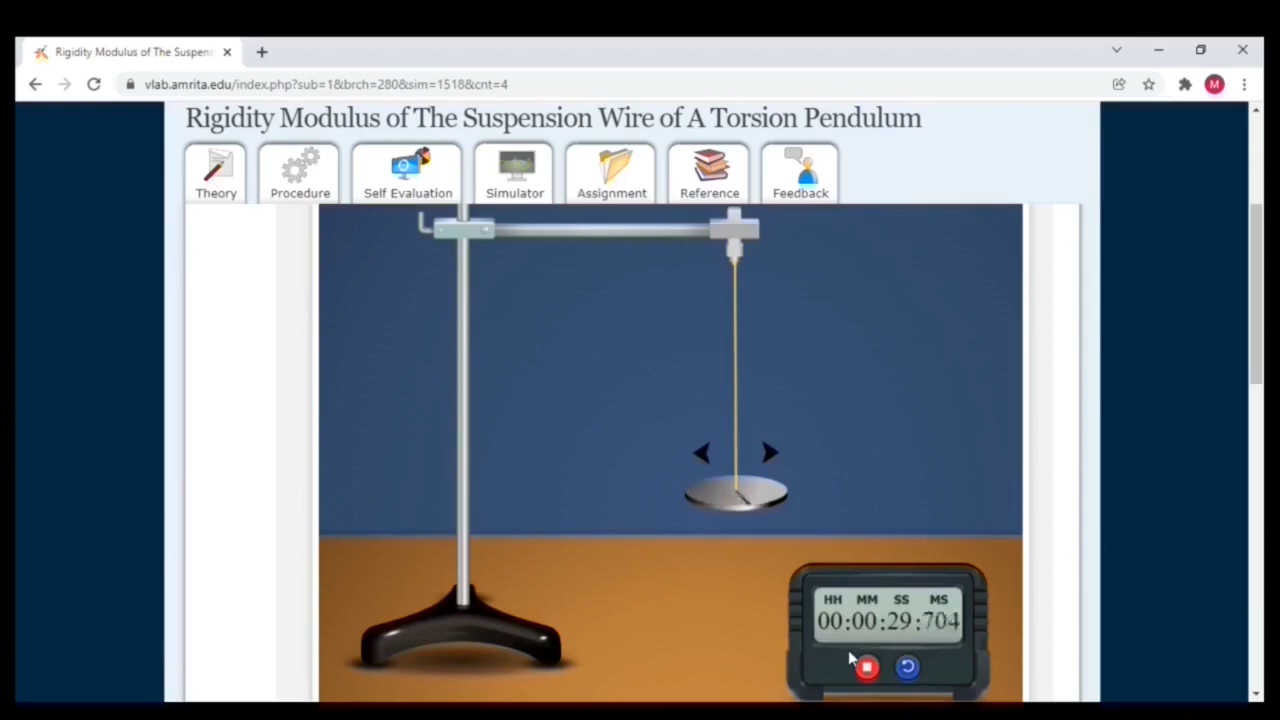 Rigidity Modulus of The Suspens
vlab.amrita.edu/index.php?sub=1&brch=280&sim=1518&cnt=4
M
Rigidity Modulus of The Suspension Wire of A Torsion Pendulum
Theory
Procedure
Self Evaluation
Simulator
Assignment
Reference
Feedback
HH MM SS MS
00:00:29:704